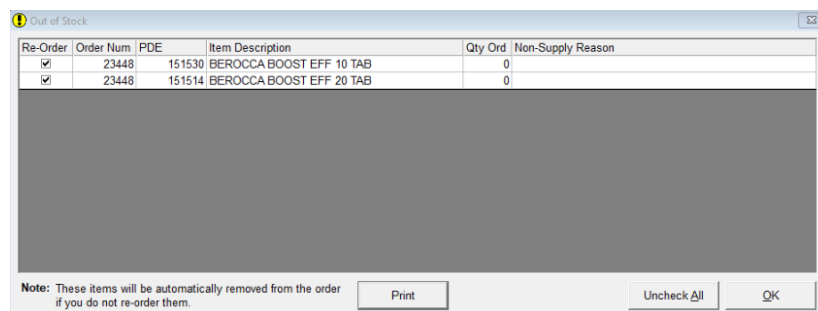 Out of Stock
Re-Order Order Num PDE Item Description Qty Ord Non-Supply Reason
23448 151530 BEROCCA BOOST EFF 10 TAB 0
23448 151514 BEROCCA BOOST EFF 20 TAB 0
Note: These items will be automatically removed from the order
if you do not re-order them.
Print
Uncheck All
OK